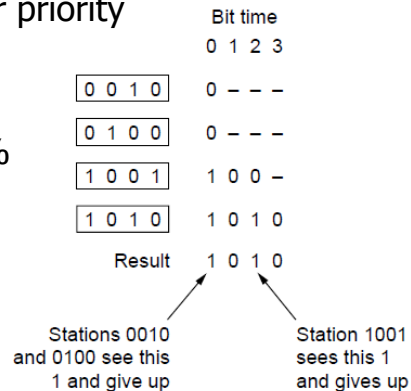 r priority
%
Bit time
0 1 2 3
0 0 1 0 0 – – –
0 1 0 0 0 – – –
1 0 0 1 1 0 0 –
1 0 1 0 1 0 1 0
Result 1 0 1 0
Stations 0010
and 0100 see this
1 and give up
Station 1001
sees this 1
and gives up